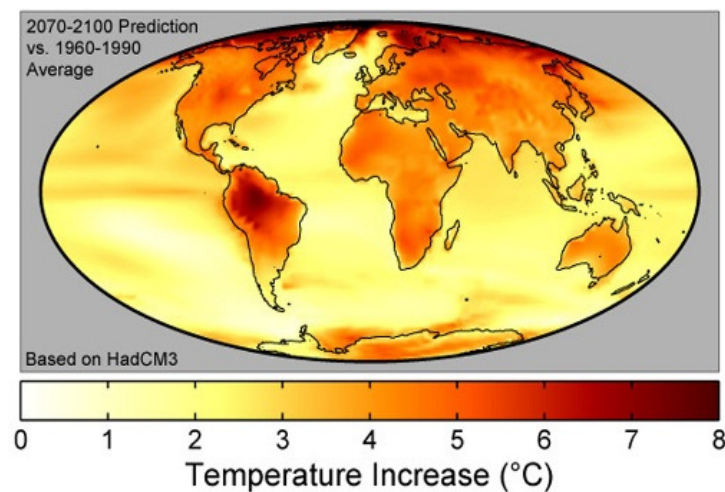 2070-2100 Prediction
vs. 1960-1990
Average
Based on HadCM3
0 1 2 3 4 5 6 7 8
Temperature Increase (°C)